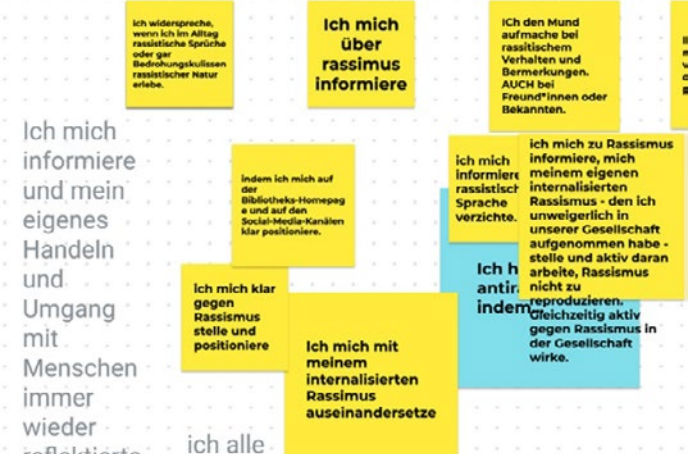 ich widerspreche,
wenn ich im Alltag
rassistische Sprüche
oder gar
Bedrohungskulissen
rassistischer Natur
erlebe.
Ich mich
über
rassimus
informiere
ICh den Mund
aufmache bei
rassitischem
Verhalten und
Bermerkungen.
AUCH bei
Freund*innen oder
Bekannten.
Ich mich
informiere
und mein
eigenes
Handeln
und
Umgang
mit
Menschen
immer
wieder
indem ich mich auf
der
Bibliotheks-Homepag
e und auf den
Social-Media-Kanälen
klar positioniere.
ich mich
informiere
rassistisch
Sprache
verzichte.
ich mich zu Rassismus
informiere, mich
meinem eigenen
internalisierten
Rassismus - den ich
unweigerlich in
unserer Gesellschaft
aufgenommen habe -
stelle und aktiv daran
arbeite, Rassismus
nicht zu
reproduzieren.
Gleichzeitig aktiv
gegen Rassismus in
der Gesellschaft
wirke.
Ich h
antira
indem
ich mich klar
gegen
Rassismus
stelle und
positioniere
Ich mich mit
meinem
internalisierten
Rassimus
auseinandersetze
ich alle